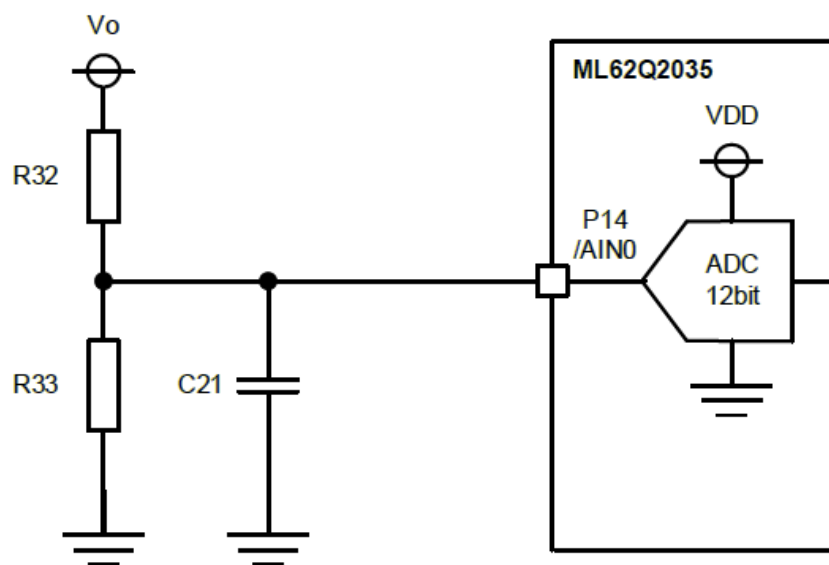 Vo
ML62Q2035
VDD
R32
P14
/AIN0
ADC
12bit
R33
C21